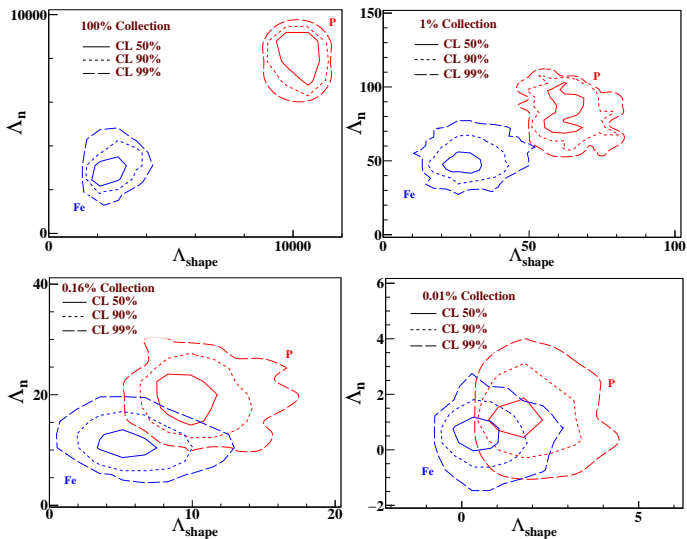 10000
100% Collection
CL 50%
CL 90%
CL 99%
P
Fe
Λn
0
0
10000
Λshape
150
1% Collection
CL 50%
CL 90%
CL 99%
P
Fe
Λn
100
50
0
0
50
100
Λshape
40
0.16% Collection
CL 50%
CL 90%
CL 99%
P
Fe
Λn
20
0
0
10
20
Λshape
6
0.01% Collection
CL 50%
CL 90%
CL 99%
P
Fe
Λn
4
2
0
−2
0
5
Λshape